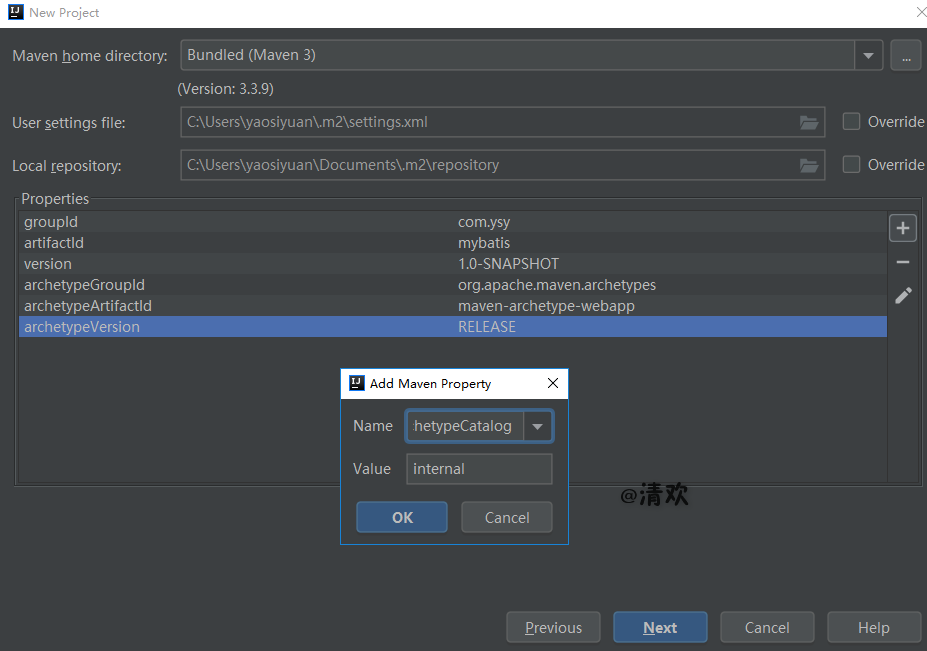 New Project
Maven home directory: Bundled (Maven 3) ...
(Version: 3.3.9)
User settings file: C:\Users\yaosiyuan\.m2\settings.xml Override
Local repository: C:\Users\yaosiyuan\Documents\.m2\repository Override
Properties
groupId com.ysy
artifactId mybatis
version 1.0-SNAPSHOT
archetypeGroupId org.apache.maven.archetypes
archetypeArtifactId maven-archetype-webapp
archetypeVersion RELEASE
Add Maven Property
Name hetypeCatalog
Value internal
OK Cancel
@清欢
Previous Next Cancel Help